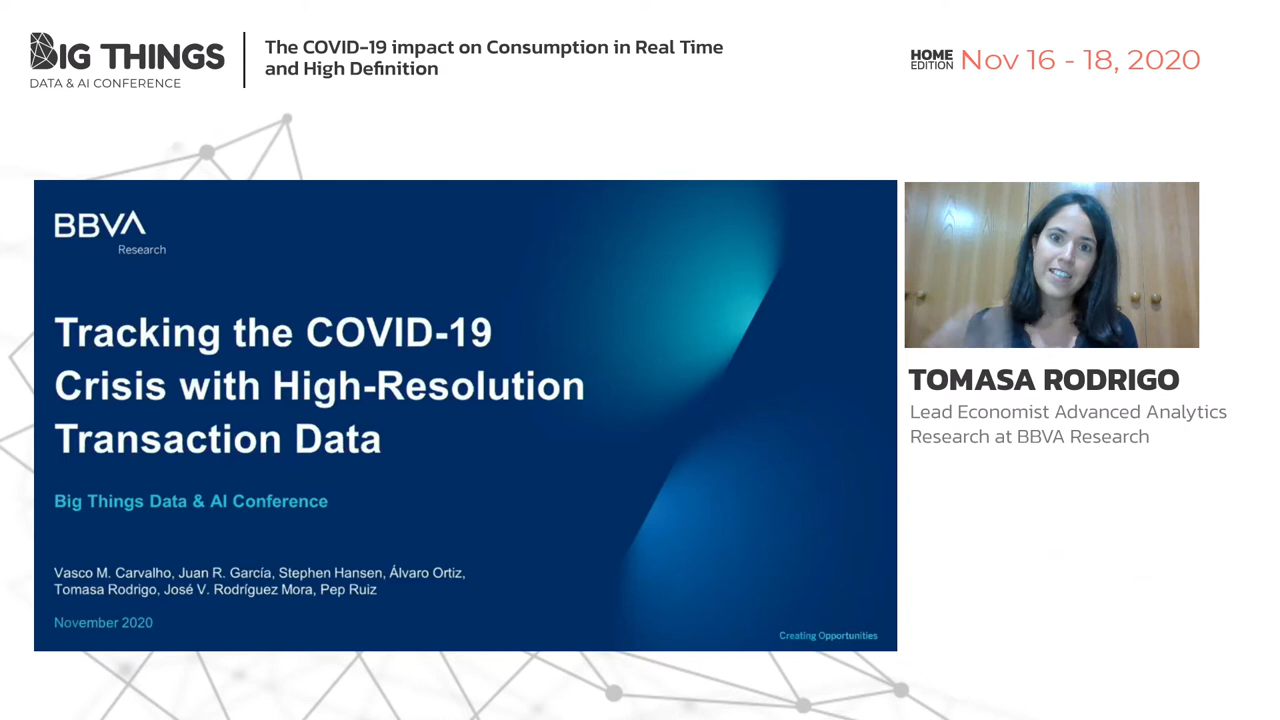 BIG THINGS
DATA & AI CONFERENCE
The COVID-19 impact on Consumption in Real Time
and High Definition
HOME
EDITION
Nov 16 - 18, 2020
BBVA
Research
Tracking the COVID-19
Crisis with High-Resolution
Transaction Data
Big Things Data & AI Conference
Vasco M. Carvalho, Juan R. García, Stephen Hansen, Álvaro Ortiz,
Tomasa Rodrigo, José V. Rodríguez Mora, Pep Ruiz
November 2020
Creating Opportunities
TOMASA RODRIGO
Lead Economist Advanced Analytics
Research at BBVA Research